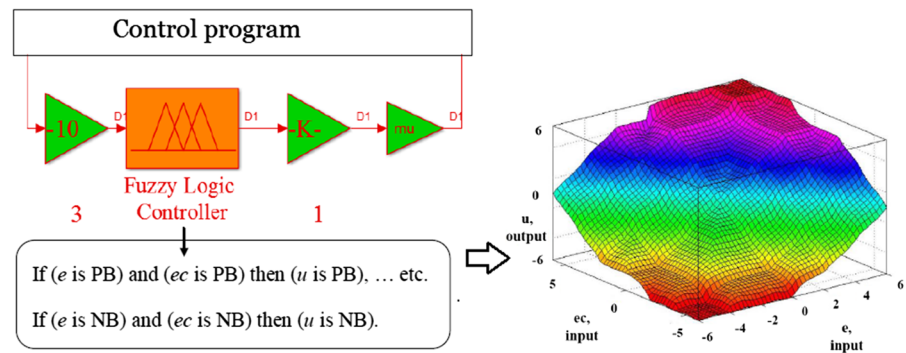 Control program
-10
D1
D1
-K-
D1
mu
D1
Fuzzy Logic
Controller
3
1
If (e is PB) and (ec is PB) then (u is PB), … etc.
If (e is NB) and (ec is NB) then (u is NB).
.
6
0
u,
output
-6
5
0
-5
ec,
input
-6
-4
-2
0
2
4
6
e,
input